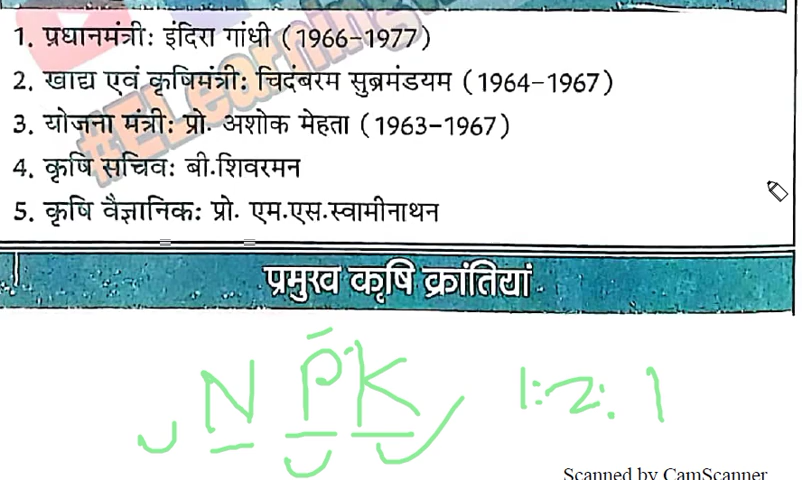 1. प्रधानमंत्री: इंदिरा गांधी (1966-1977)
2. खाद्य एवं कृषिमंत्री: चिदंबरम सुब्रमंडयम (1964-1967)
3. योजना मंत्री: प्रो. अशोक मेहता (1963-1967)
4. कृषि सचिव: बी.शिवरमन
5. कृषि वैज्ञानिक: प्रो. एम.एस.स्वामीनाथन
प्रमुख कृषि क्रांतियां
N P K 1:2:1
Scanned by CamScanner